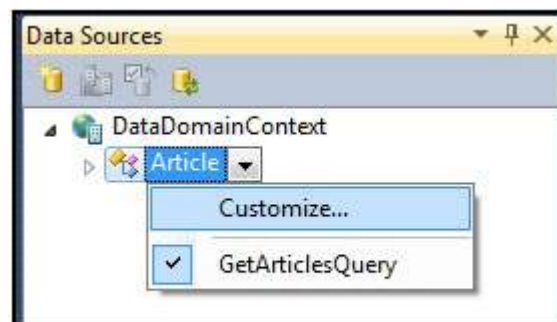 Data Sources
DataDomainContext
Article
Customize...
GetArticlesQuery